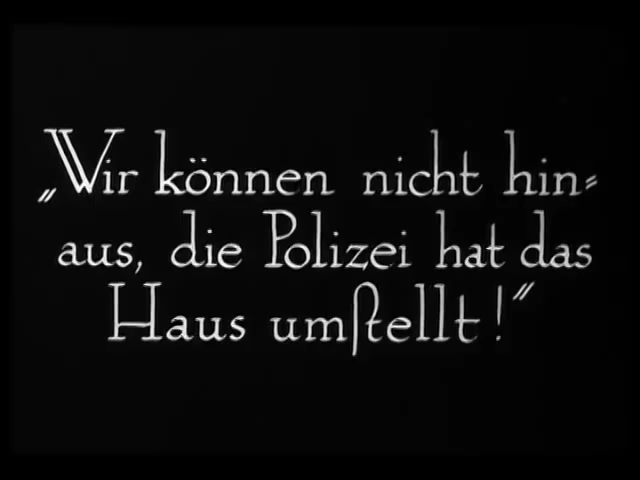 „Wir können nicht hin⸗
aus, die Polizei hat das
Haus umſtellt!”